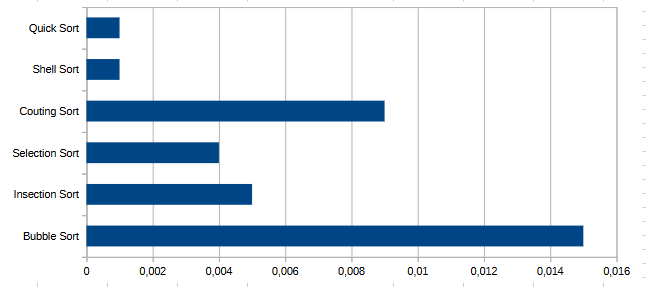 Quick Sort
Shell Sort
Couting Sort
Selection Sort
Insection Sort
Bubble Sort
0 0,002 0,004 0,006 0,008 0,01 0,012 0,014 0,016